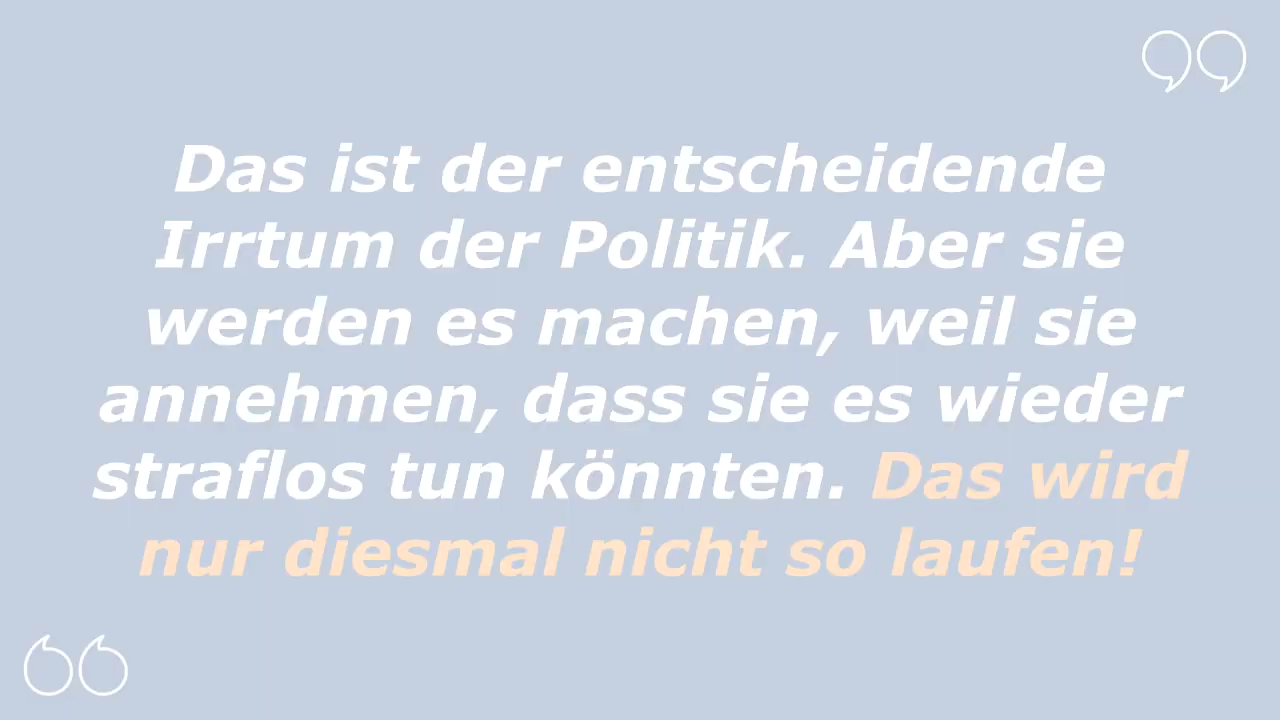 Das ist der entscheidende
Irrtum der Politik. Aber sie
werden es machen, weil sie
annehmen, dass sie es wieder
straflos tun könnten. Das wird
nur diesmal nicht so laufen!